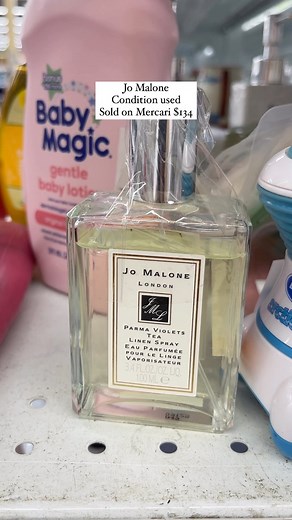 Jo Malone
Condition used
Sold on Mercari $134
Baby
Magic
gentle
baby lotion
JO MALONE
LONDON
JML
PARMA VIOLETS
TEA
LINEN SPRAY
EAU PARFUMÉE
POUR LE LINGE
VAPORISATEUR